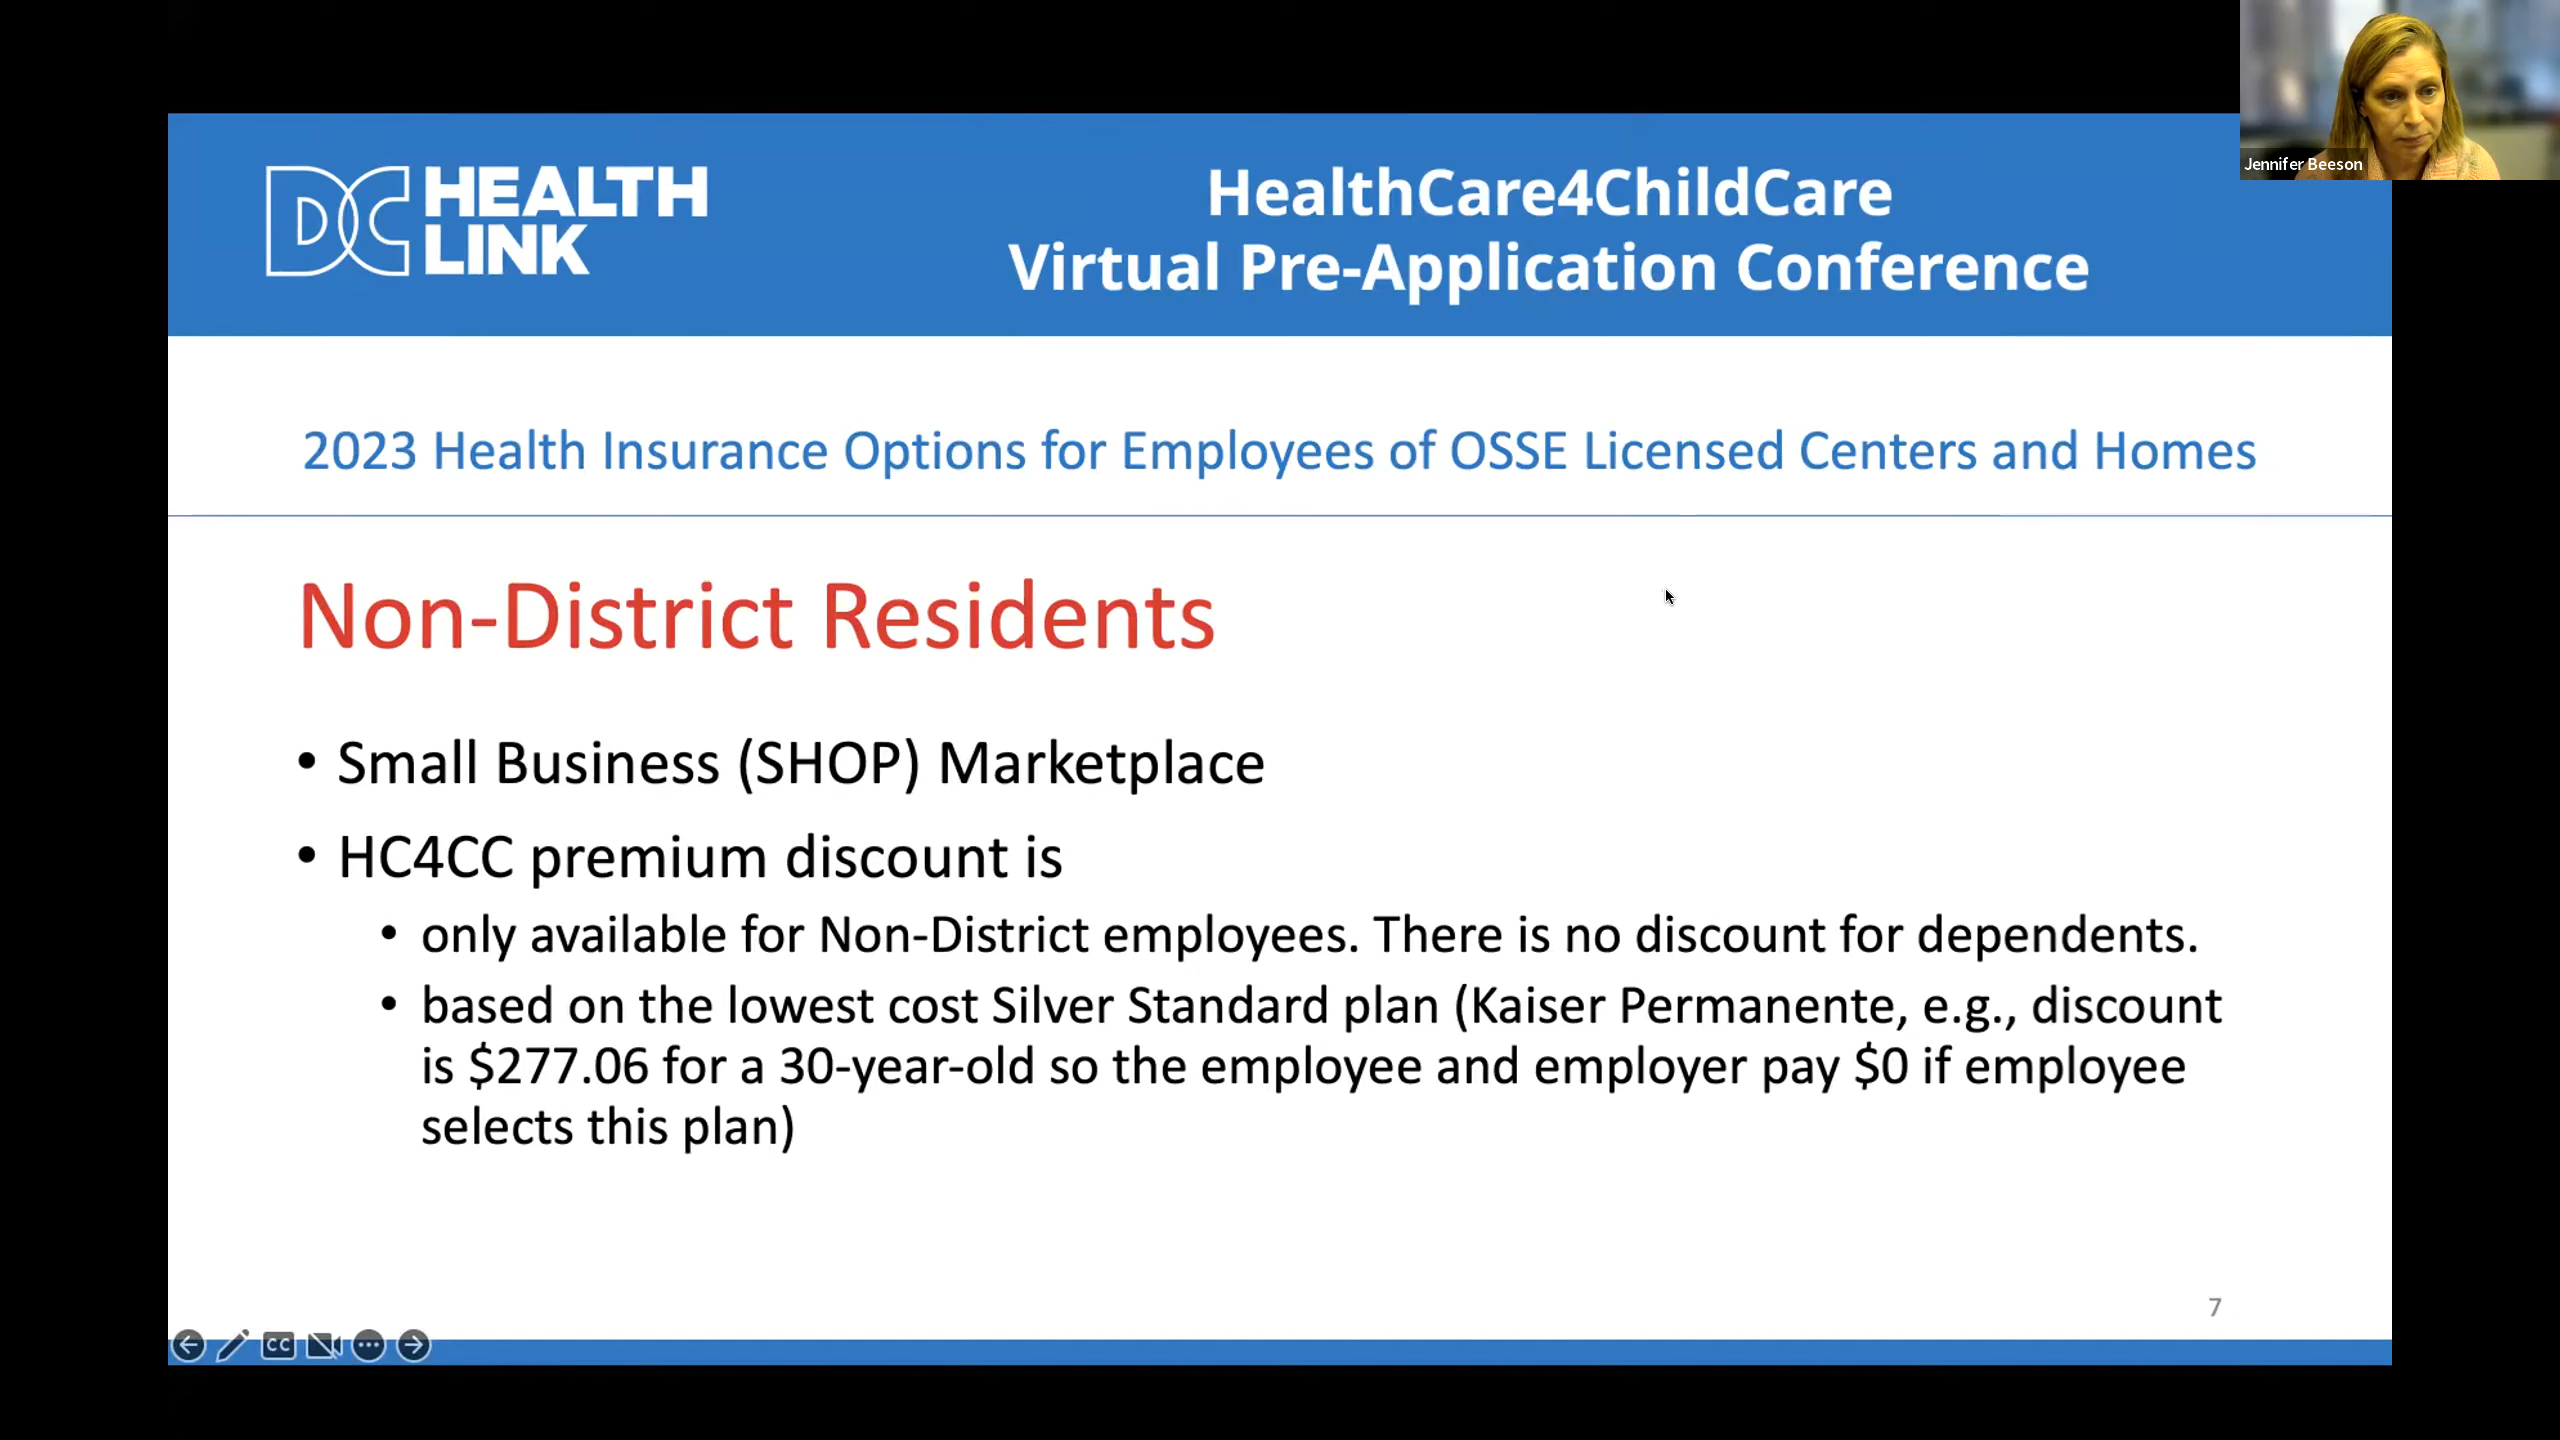 DC HEALTH
LINK
HealthCare4ChildCare
Virtual Pre-Application Conference
Jennifer Beeson
2023 Health Insurance Options for Employees of OSSE Licensed Centers and Homes
Non-District Residents
• Small Business (SHOP) Marketplace
• HC4CC premium discount is
• only available for Non-District employees. There is no discount for dependents.
• based on the lowest cost Silver Standard plan (Kaiser Permanente, e.g., discount
is $277.06 for a 30-year-old so the employee and employer pay $0 if employee
selects this plan)
7
CC